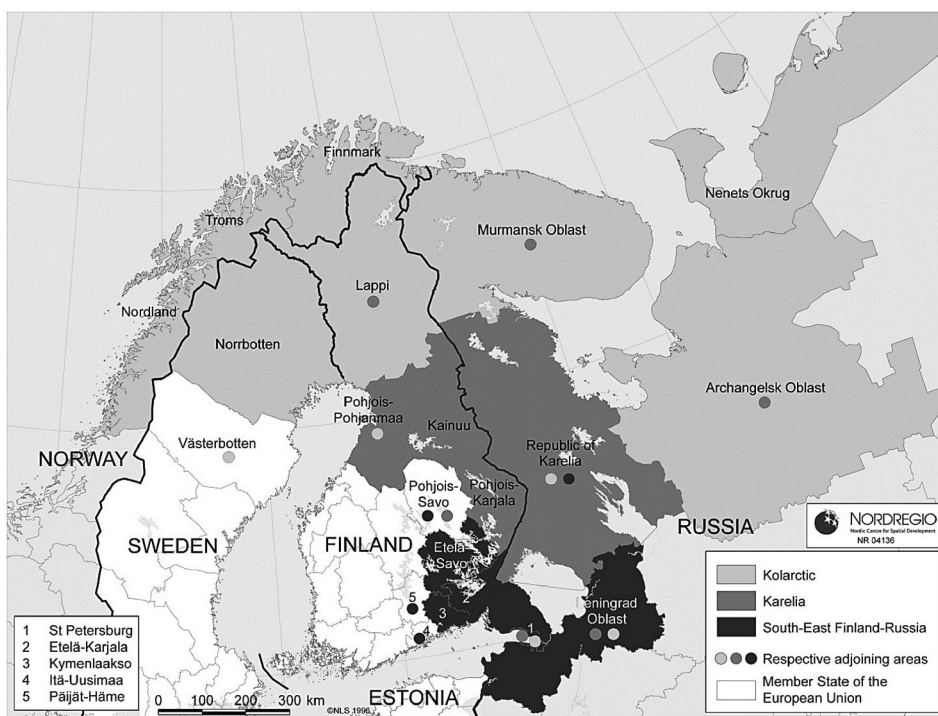 Finnmark
Troms
Nenets Okrug
Murmansk Oblast
Lappi
Nordland
Norrbotten
Archangelsk Oblast
Pohjois-
Pohjanmaa
Kainuu
Västerbotten
Republic of
Karelia
NORWAY
Pohjois-
Savo
Pohjois-
Karjala
RUSSIA
NORDREGIO
Nordic Centre for Spatial Development
NR 04136
SWEDEN
FINLAND
Etelä-
Savo
Kolarctic
Karelia
South-East Finland-Russia
Respective adjoining areas
Member State of the
European Union
Leningrad
Oblast
5
2
3
4
1
1 St Petersburg
2 Etelä-Karjala
3 Kymenlaakso
4 Itä-Uusimaa
5 Päijät-Häme
0 100 200 300 km
©NLS 1996
ESTONIA